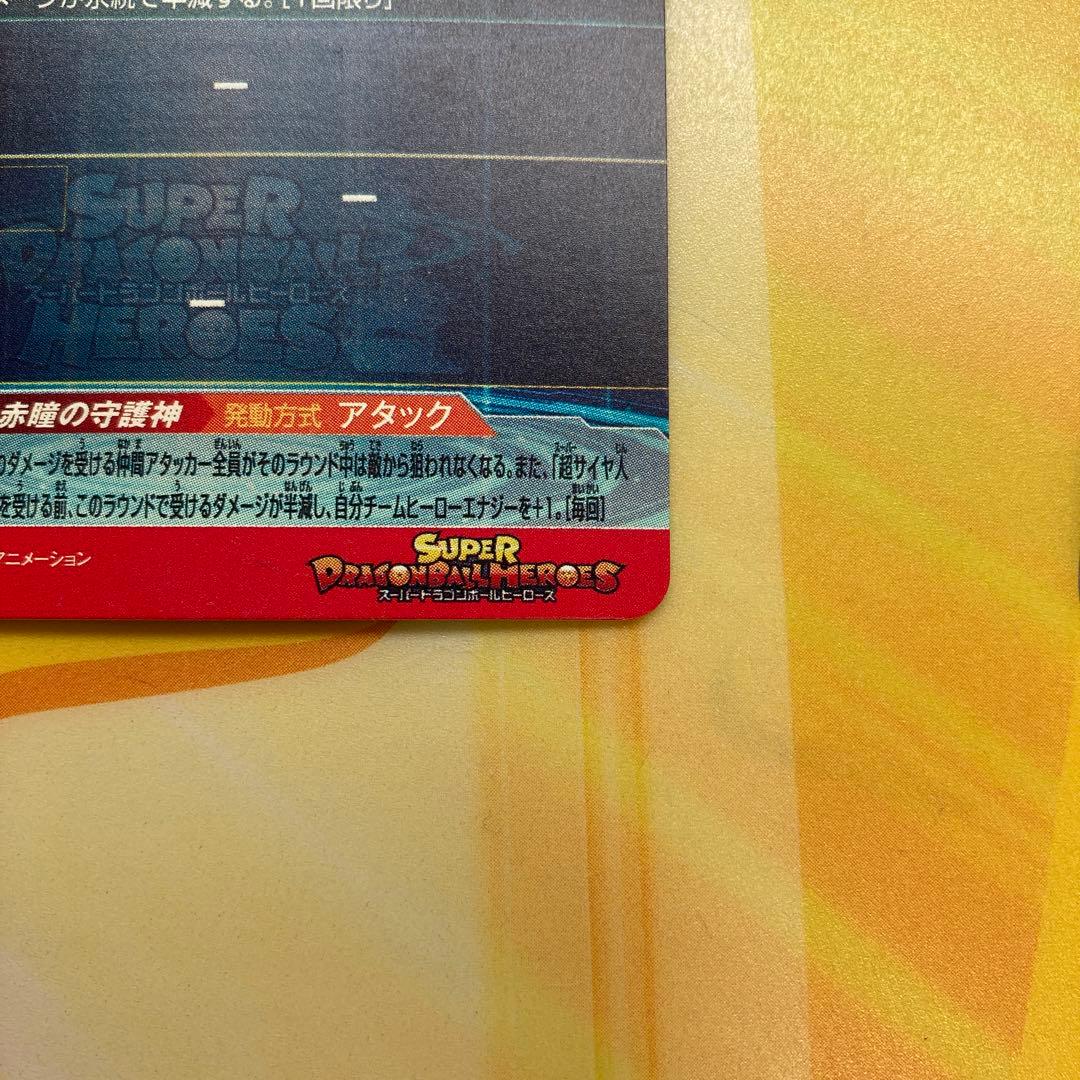 が永続で半減する。[1回限り]
SUPER
DRAGONBALL
スーパードラゴンボールヒーローズ
HEROES
赤瞳の守護神 発動方式 アタック
のダメージを受ける仲間アタッカー全員がそのラウンド中は敵から狙われなくなる。また、「超サイヤ人
を受ける前、このラウンドで受けるダメージが半減し、自分チームヒーローエナジーを+1。[毎回]
アニメーション
SUPER
DRAGONBALL HEROES
スーパードラゴンボールヒーローズ